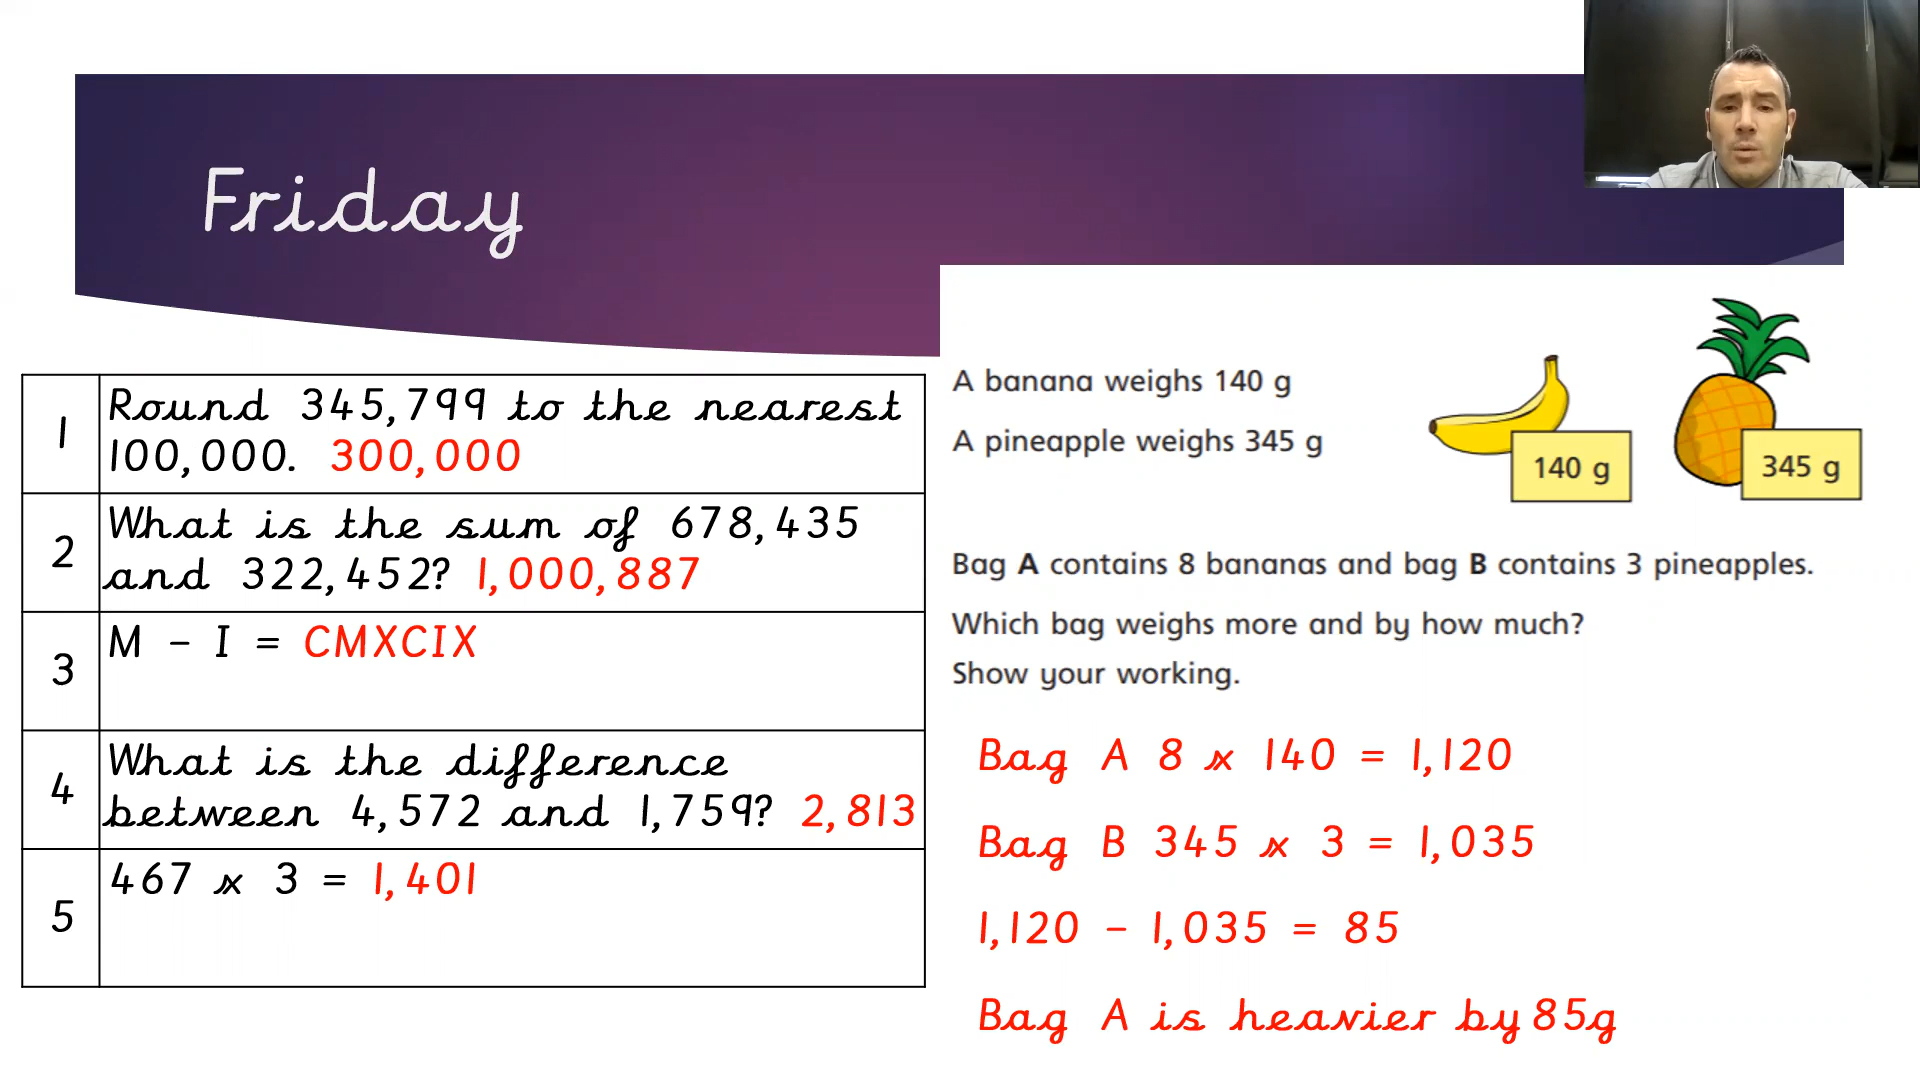 Friday
1
Round 345,799 to the nearest
100,000. 300,000
2
What is the sum of 678,435
and 322,452? 1,000,887
3
M - I = CMXCIX
4
What is the difference
between 4,572 and 1,759? 2,813
5
467 x 3 = 1,401
A banana weighs 140 g
A pineapple weighs 345 g
140 g
345 g
Bag A contains 8 bananas and bag B contains 3 pineapples.
Which bag weighs more and by how much?
Show your working.
Bag A 8 x 140 = 1,120
Bag B 345 x 3 = 1,035
1,120 - 1,035 = 85
Bag A is heavier by 85g